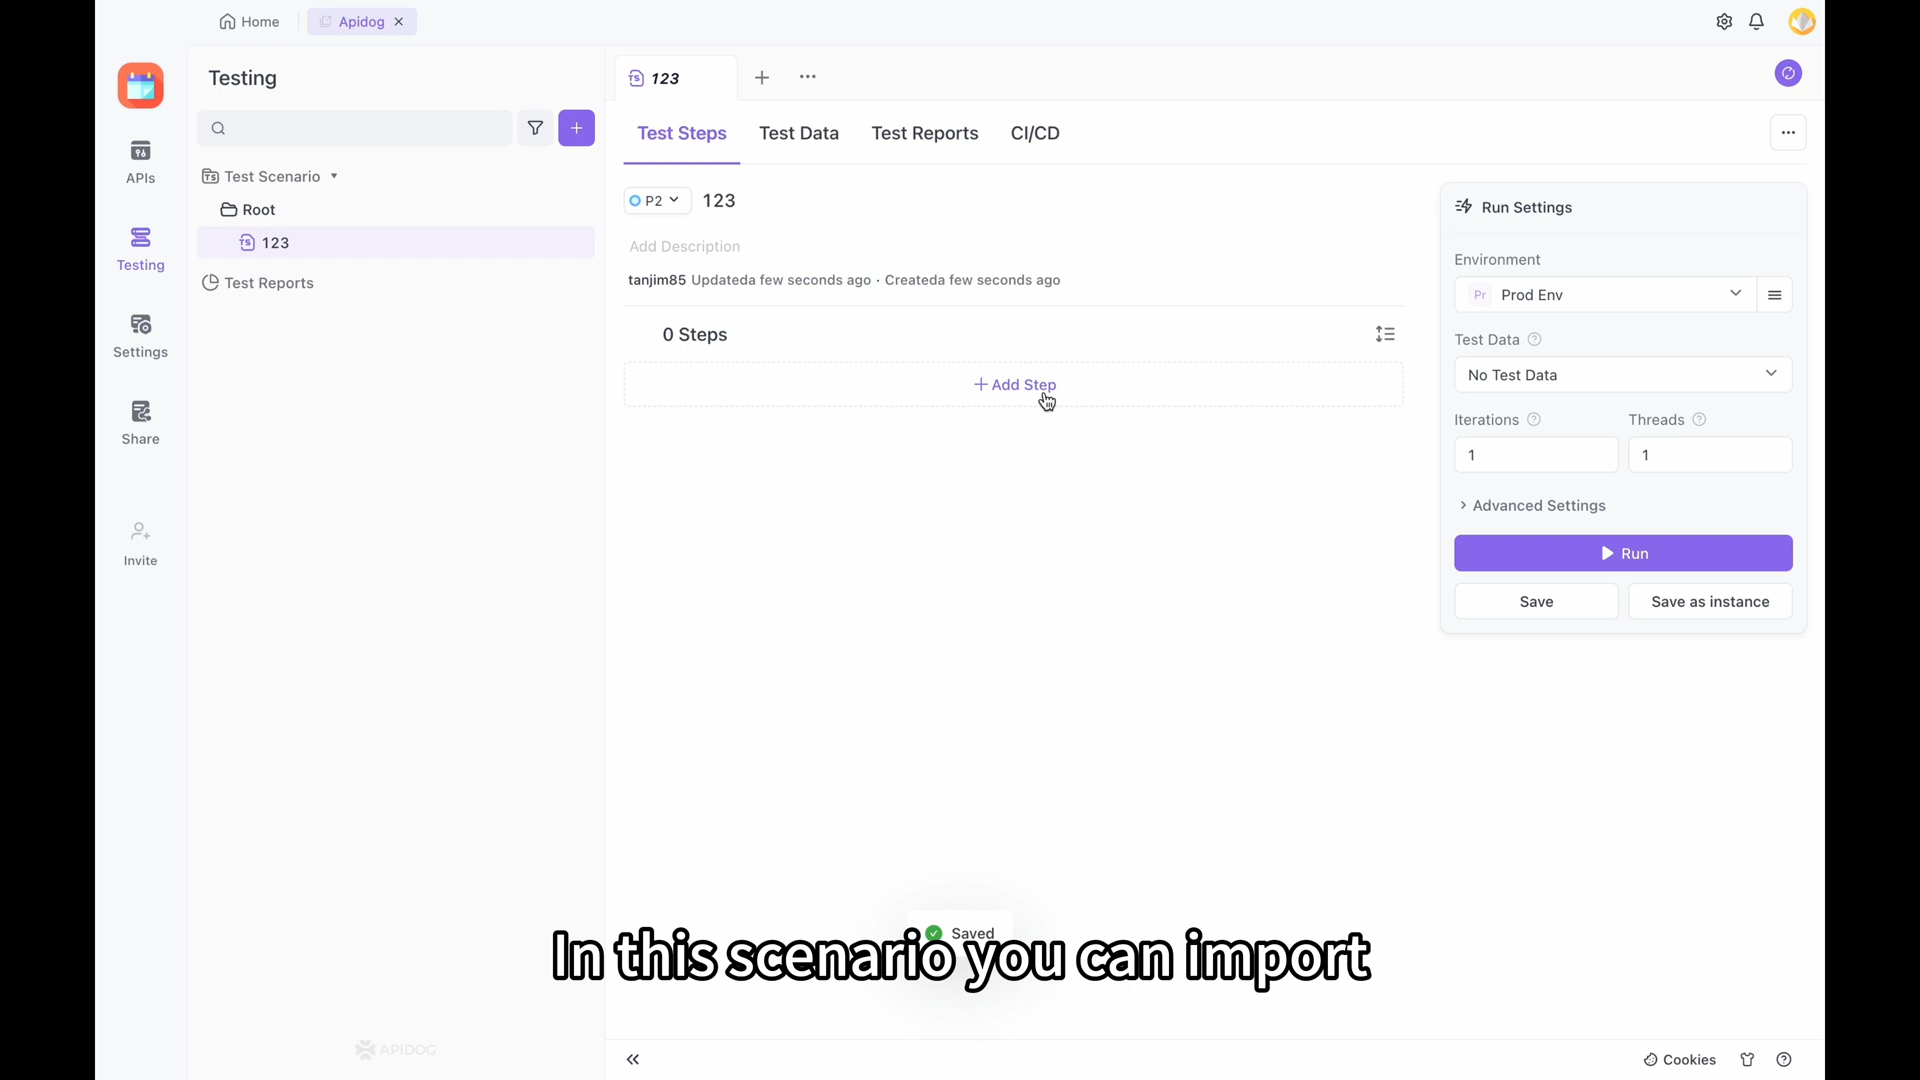 Home
Apidog
Testing
APIs
Testing
Settings
Share
Invite
Test Scenario
Root
123
Test Reports
APIDOG
123
Test Steps
Test Data
Test Reports
CI/CD
P2
123
Add Description
tanjim85 Updateda few seconds ago · Createda few seconds ago
0 Steps
+ Add Step
Run Settings
Environment
Pr Prod Env
Test Data
No Test Data
Iterations
Threads
1
1
Advanced Settings
Run
Save
Save as instance
Saved
In this scenario you can import
Cookies